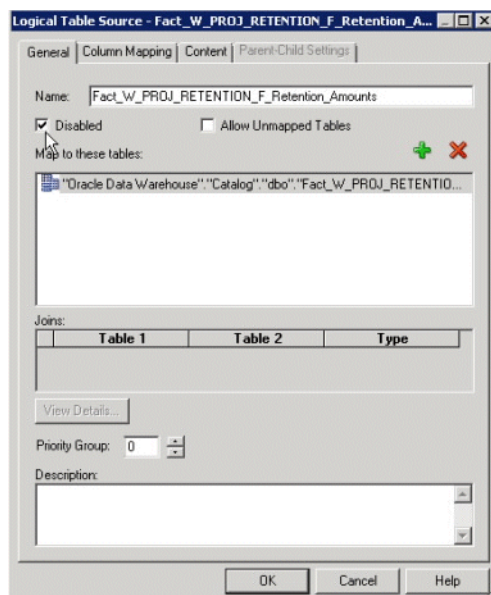 Logical Table Source - Fact_W_PROJ_RETENTION_F_Retention_A...
General Column Mapping Content Parent-Child Settings
Name: Fact_W_PROJ_RETENTION_F_Retention_Amounts
Disabled Allow Unmapped Tables
Map to these tables:
"Oracle Data Warehouse"."Catalog"."dbo"."Fact_W_PROJ_RETENTIO...
Joins:
Table 1 Table 2 Type
View Details...
Priority Group: 0
Description:
OK Cancel Help